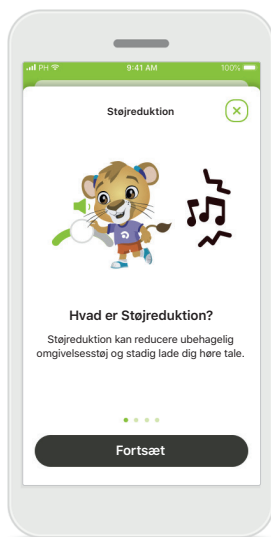 PH 9:41 AM 100%
Støjreduktion
Hvad er Støjreduktion?
Støjreduktion kan reducere ubehagelig
omgivelsesstøj og stadig lade dig høre tale.
Fortsæt